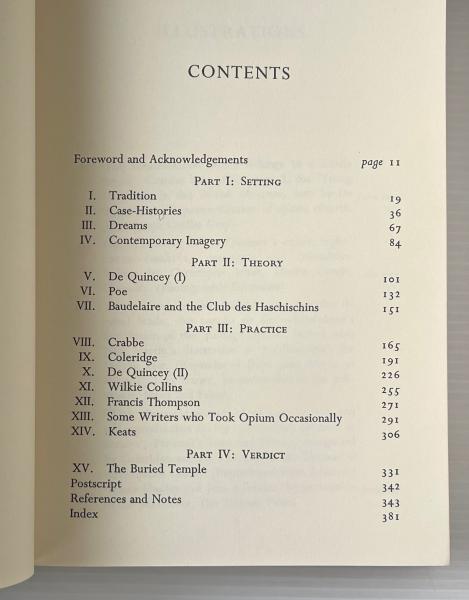 CONTENTS
Foreword and Acknowledgements page 11
Part I: Setting
I. Tradition 19
II. Case-Histories 36
III. Dreams 67
IV. Contemporary Imagery 84
Part II: Theory
V. De Quincey (I) 101
VI. Poe 132
VII. Baudelaire and the Club des Haschischins 151
Part III: Practice
VIII. Crabbe 165
IX. Coleridge 191
X. De Quincey (II) 226
XI. Wilkie Collins 255
XII. Francis Thompson 271
XIII. Some Writers who Took Opium Occasionally 291
XIV. Keats 306
Part IV: Verdict
XV. The Buried Temple 331
Postscript 342
References and Notes 343
Index 381